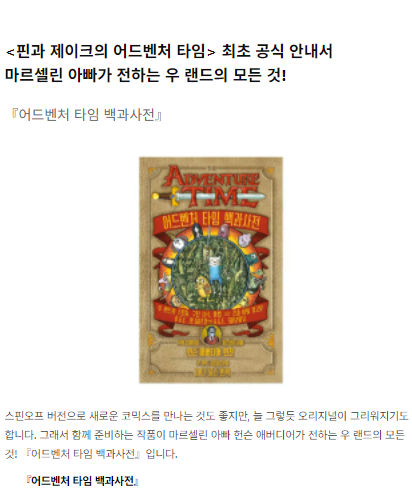 <핀과 제이크의 어드벤처 타임> 최초 공식 안내서
마르셀린 아빠가 전하는 우 랜드의 모든 것!
『어드벤처 타임 백과사전』
ADVENTURE
TIME
어드벤처 타임 백과사전
스핀오프 버전으로 새로운 코믹스를 만나는 것도 좋지만, 늘 그렇듯 오리지널이 그리워지기도
합니다. 그래서 함께 준비하는 작품이 마르셀린 아빠 헌슨 애버디어가 전하는 우 랜드의 모든
것! 『어드벤처 타임 백과사전』입니다.
『어드벤처 타임 백과사전』